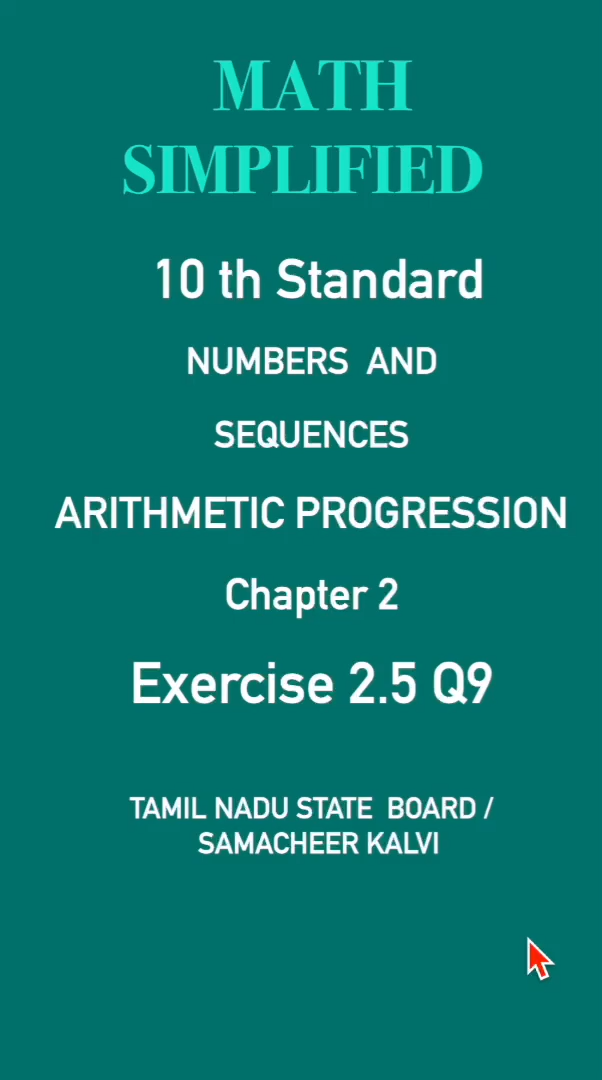 MATH
SIMPLIFIED
10 th Standard
NUMBERS AND
SEQUENCES
ARITHMETIC PROGRESSION
Chapter 2
Exercise 2.5 Q9
TAMIL NADU STATE BOARD /
SAMACHEER KALVI